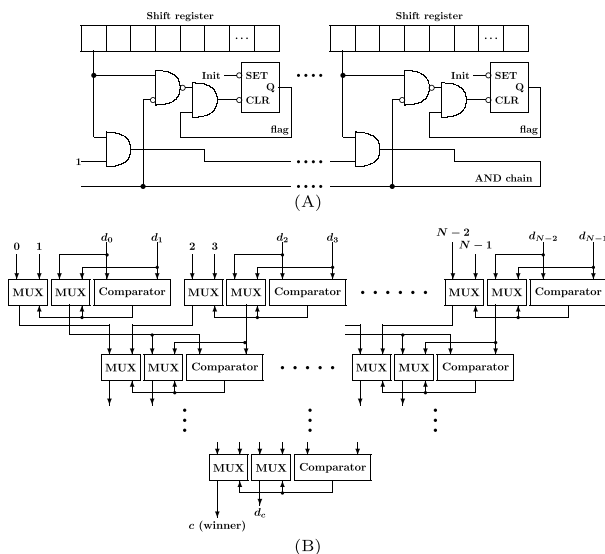 Shift register Shift register
... ...
Init SET Init SET
Q Q
CLR CLR
flag flag
1
AND chain
(A)
N − 2
0 1 d0 d1 2 3 d2 d3 N − 1 dN−2 dN−1
MUX MUX Comparator MUX MUX Comparator MUX MUX Comparator
MUX MUX Comparator MUX MUX Comparator
MUX MUX Comparator
dc
c (winner)
(B)